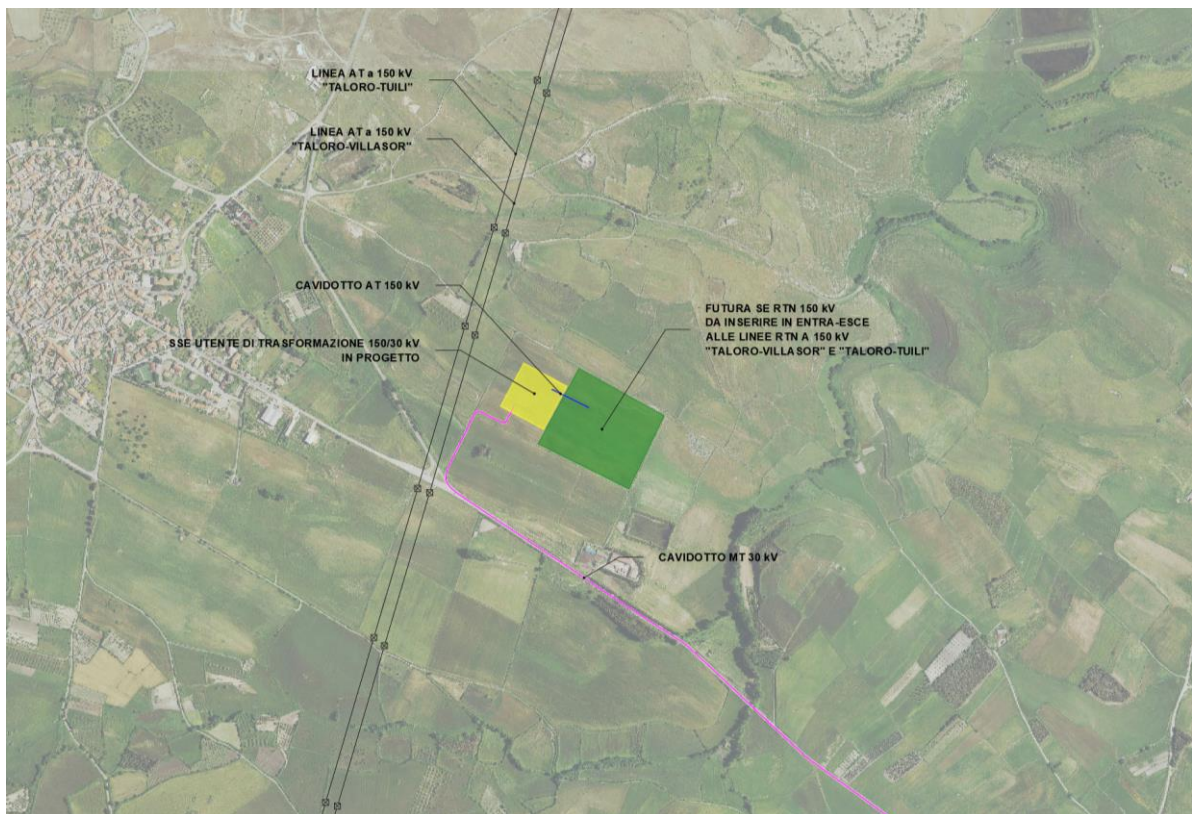 LINEA AT a 150 kV
"TALORO-TUILI"
LINEA AT a 150 kV
"TALORO-VILLASOR"
CAVIDOTTO AT 150 kV
SSE UTENTE DI TRASFORMAZIONE 150/30 kV
IN PROGETTO
FUTURA SE RTN 150 kV
DA INSERIRE IN ENTRA-ESCE
ALLE LINEE RTN A 150 kV
"TALORO-VILLASOR" E "TALORO-TUILI"
CAVIDOTTO MT 30 kV